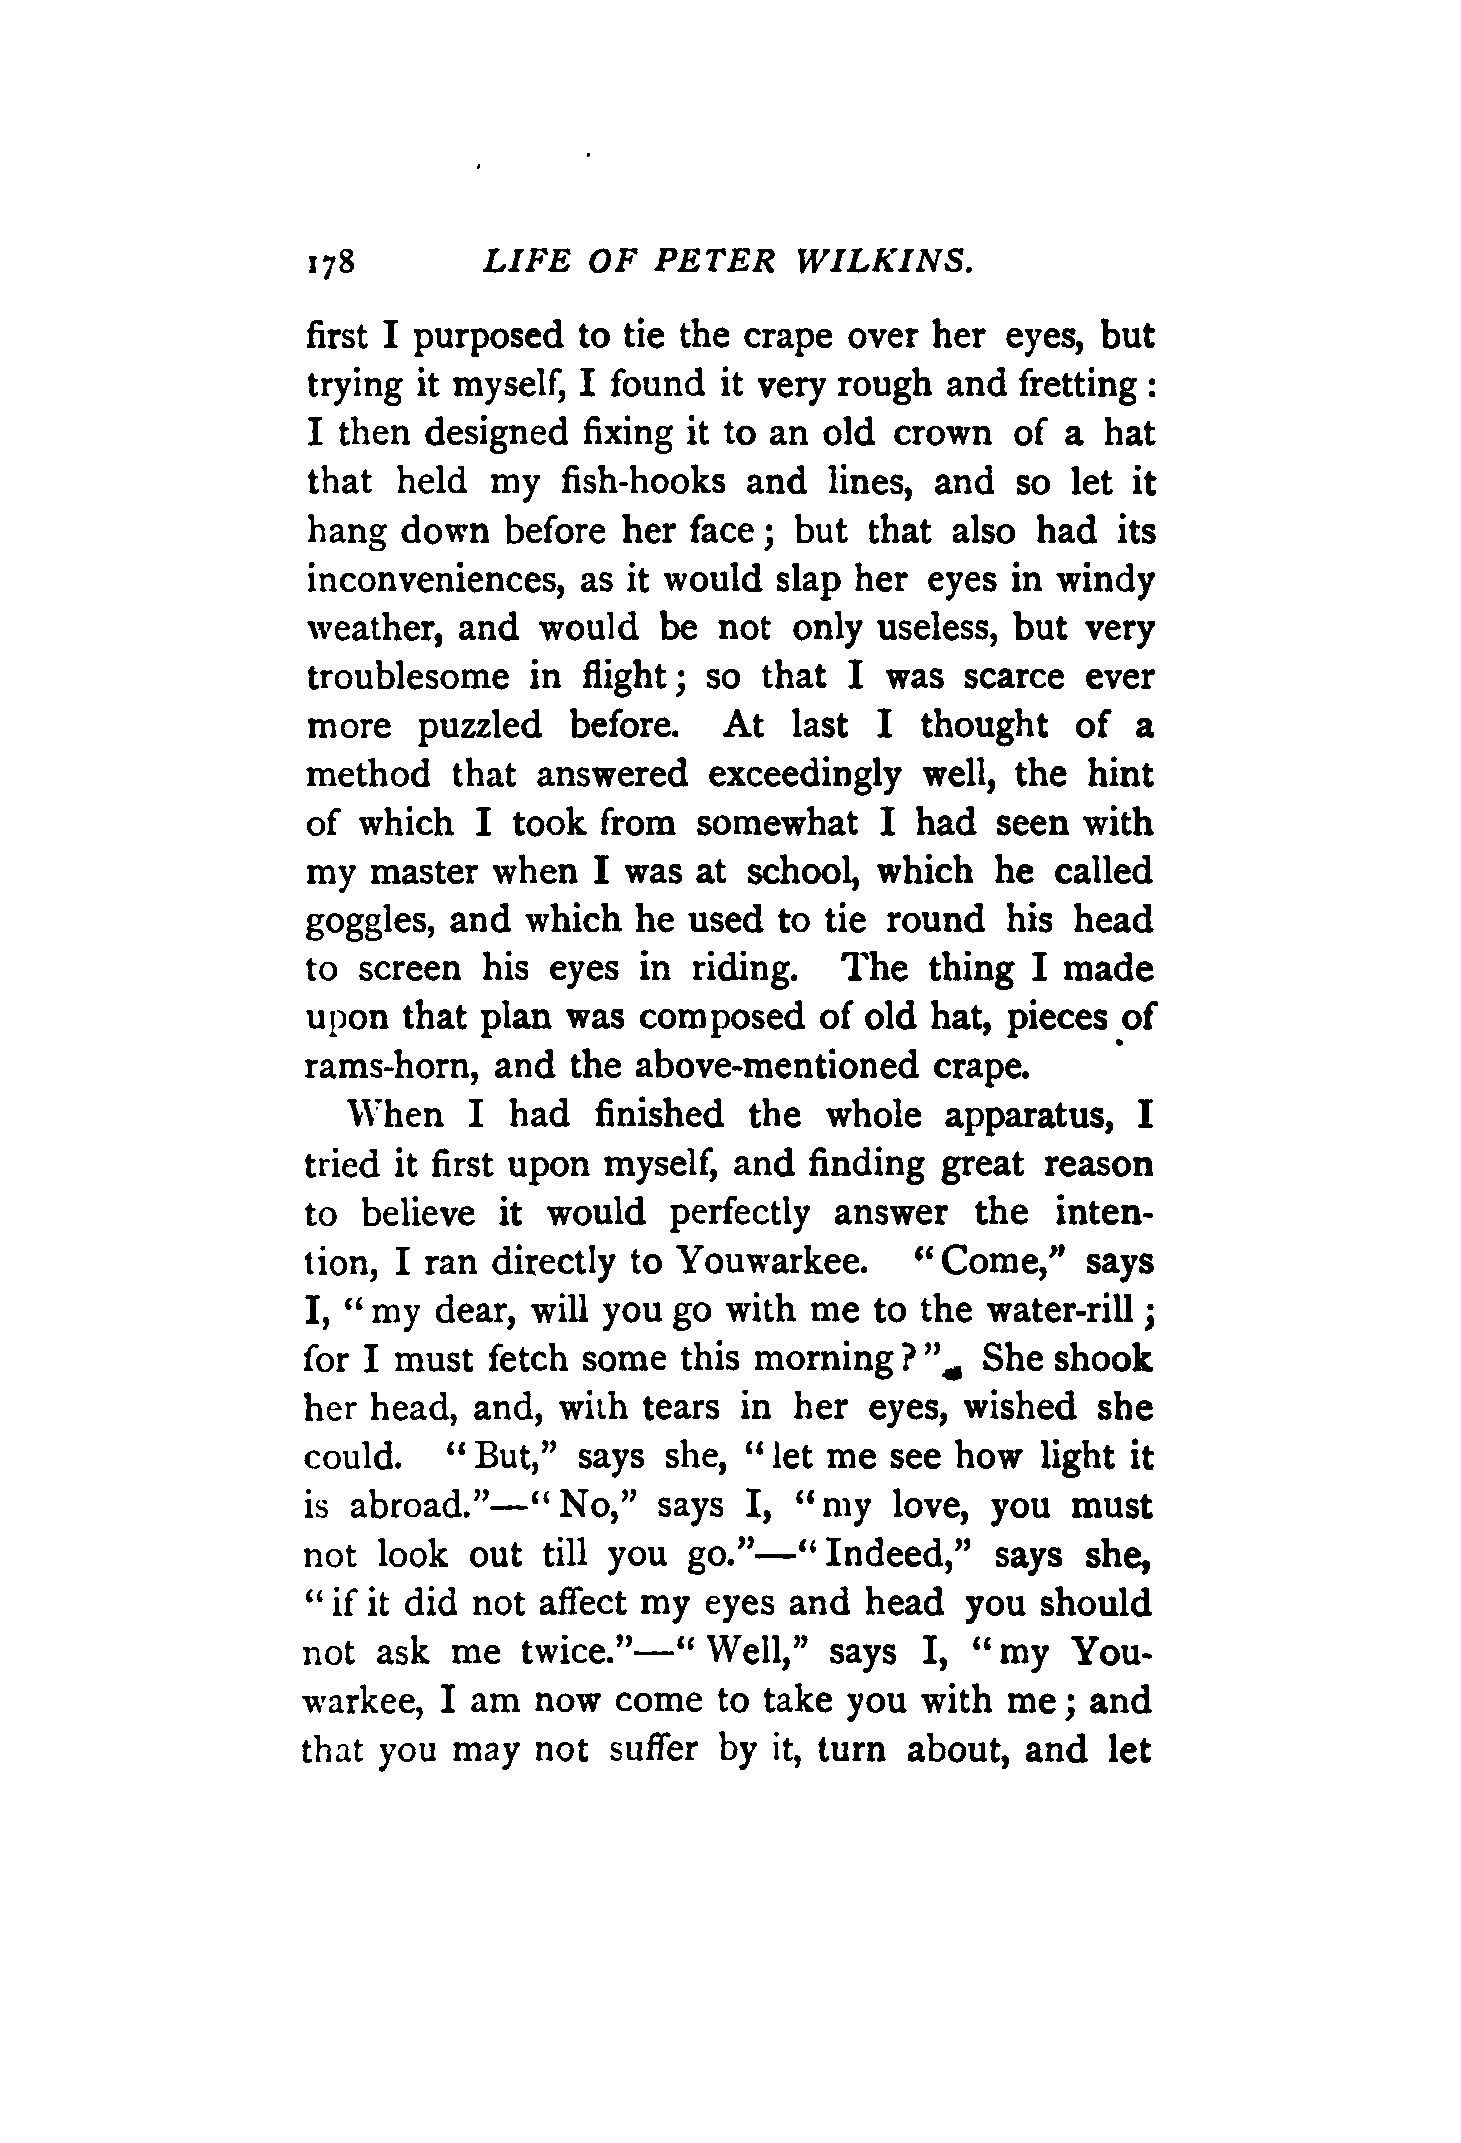 178 LIFE OF PETER WILKINS.
first I purposed to tie the crape over her eyes, but
trying it myself, I found it very rough and fretting :
I then designed fixing it to an old crown of a hat
that held my fish-hooks and lines, and so let it
hang down before her face ; but that also had its
inconveniences, as it would slap her eyes in windy
weather, and would be not only useless, but very
troublesome in flight ; so that I was scarce ever
more puzzled before. At last I thought of a
method that answered exceedingly well, the hint
of which I took from somewhat I had seen with
my master when I was at school, which he called
goggles, and which he used to tie round his head
to screen his eyes in riding. The thing I made
upon that plan was composed of old hat, pieces of
rams-horn, and the above-mentioned crape.
When I had finished the whole apparatus, I
tried it first upon myself, and finding great reason
to believe it would perfectly answer the inten-
tion, I ran directly to Youwarkee. “ Come,” says
I, “ my dear, will you go with me to the water-rill ;
for I must fetch some this morning ? ” She shook
her head, and, with tears in her eyes, wished she
could. “ But,” says she, “ let me see how light it
is abroad.”—“ No,” says I, “ my love, you must
not look out till you go.”—“ Indeed,” says she,
“ if it did not affect my eyes and head you should
not ask me twice.”—“ Well,” says I, “ my You-
warkee, I am now come to take you with me ; and
that you may not suffer by it, turn about, and let